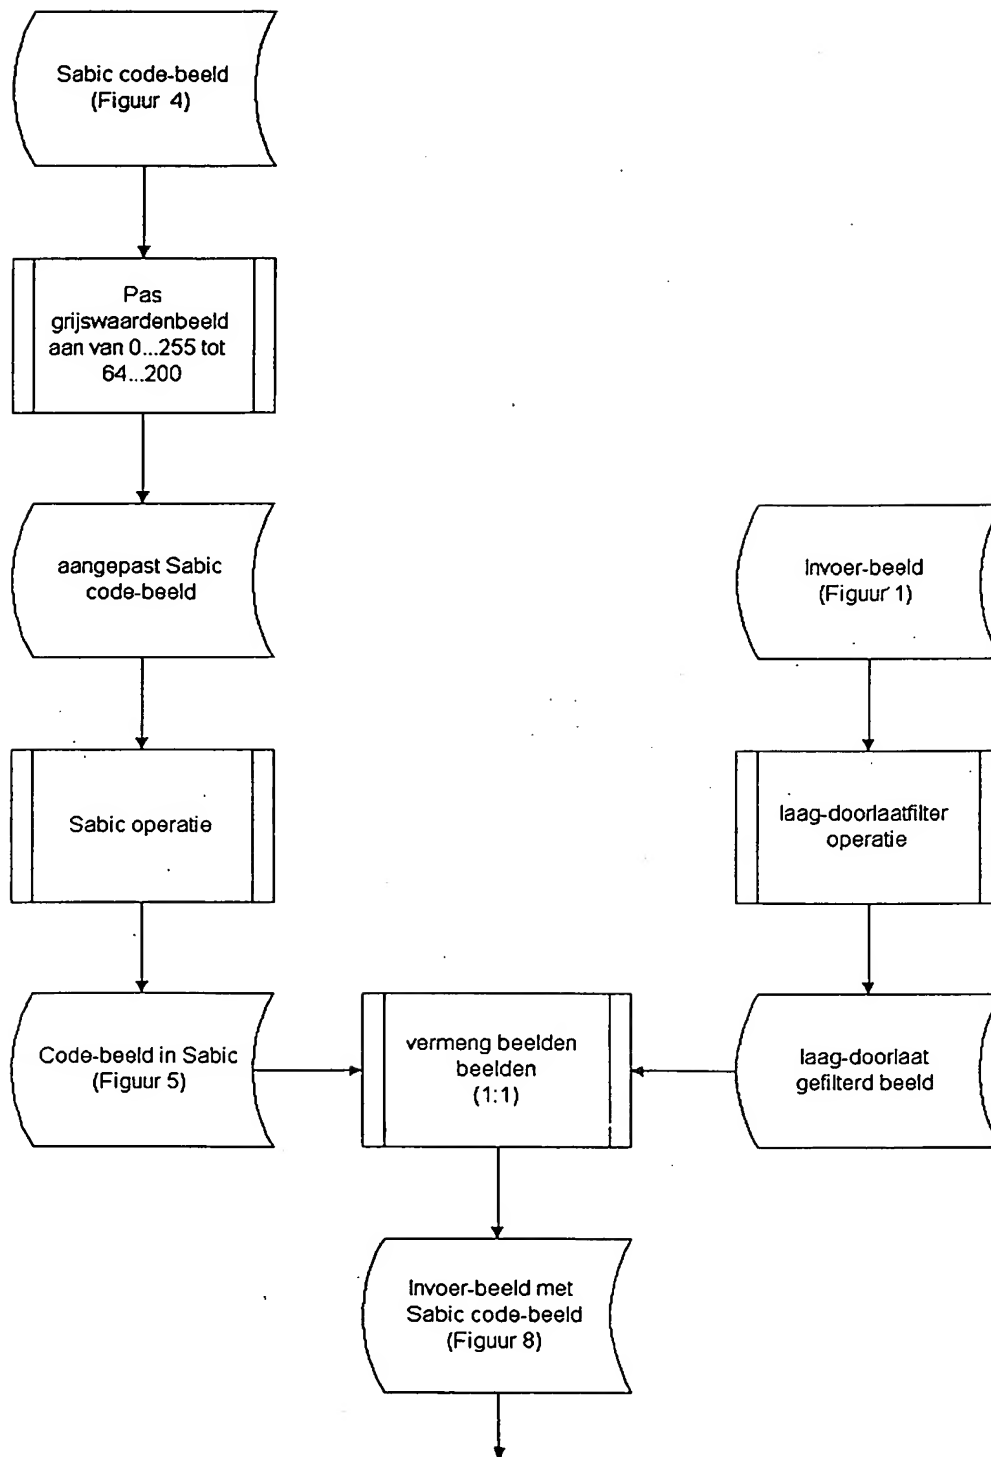 Sabic code-beeld
(Figuur 4)
Pas
grijswaardenbeeld
aan van 0...255 tot
64...200
aangepast Sabic
code-beeld
Invoer-beeld
(Figuur 1)
Sabic operatie
laag-doorlaatfilter
operatie
Code-beeld in Sabic
(Figuur 5)
vermeng beelden
beelden
(1:1)
laag-doorlaat
gefilterd beeld
Invoer-beeld met
Sabic code-beeld
(Figuur 8)